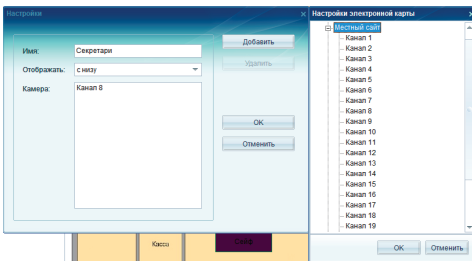 Настройки
Имя:
Секретари
Отображать:
с низу
Камера:
Канал 8
Добавить
Удалить
OK
Отменить
Настройки электронной карты
Местный сайт
Канал 1
Канал 2
Канал 3
Канал 4
Канал 5
Канал 6
Канал 7
Канал 8
Канал 9
Канал 10
Канал 11
Канал 12
Канал 13
Канал 14
Канал 15
Канал 16
Канал 17
Канал 18
Канал 19
OK
Отменить
Касса